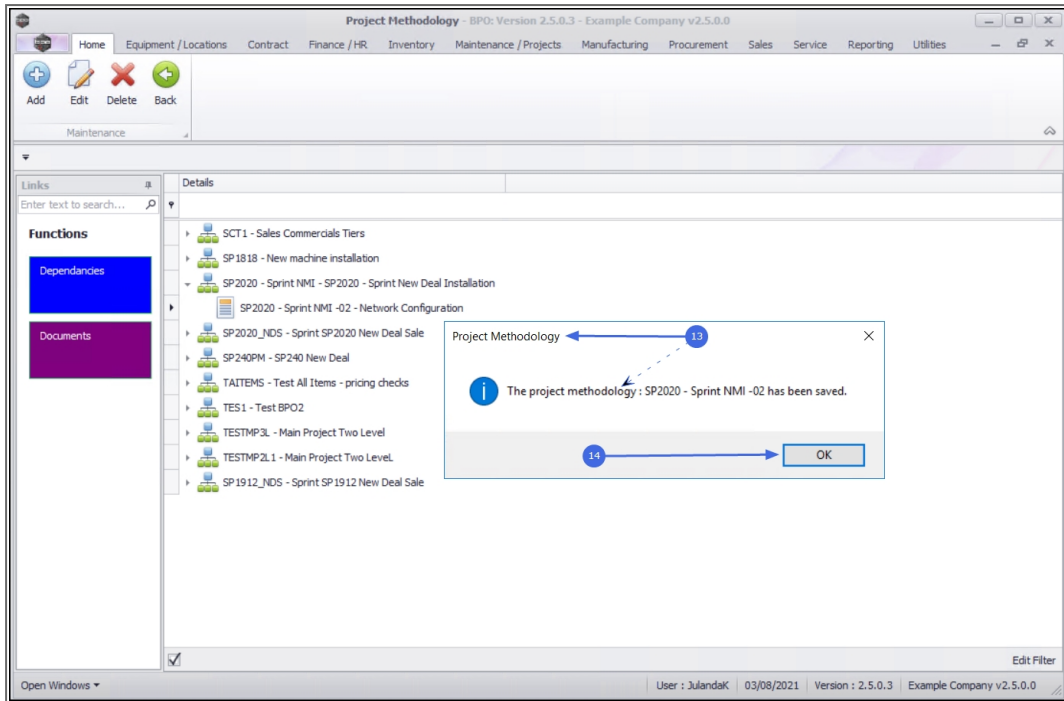 Project Methodology - BPO: Version 2.5.0.3 - Example Company v2.5.0.0
Home Equipment / Locations Contract Finance / HR Inventory Maintenance / Projects Manufacturing Procurement Sales Service Reporting Utilities
Add Edit Delete Back
Maintenance
Links
Enter text to search...
Functions
Dependancies
Documents
Details
SCT1 - Sales Commercials Tiers
SP1818 - New machine installation
SP2020 - Sprint NMI - SP2020 - Sprint New Deal Installation
SP2020 - Sprint NMI -02 - Network Configuration
SP2020_NDS - Sprint SP2020 New Deal Sale
SP240PM - SP240 New Deal
TAITEMS - Test All Items - pricing checks
TES1 - Test BPO2
TESTMP3L - Main Project Two Level
TESTMP2L1 - Main Project Two LeveL
SP1912_NDS - Sprint SP1912 New Deal Sale
Project Methodology
13
The project methodology : SP2020 - Sprint NMI -02 has been saved.
14
OK
Edit Filter
Open Windows
User : JulandaK 03/08/2021 Version : 2.5.0.3 Example Company v2.5.0.0